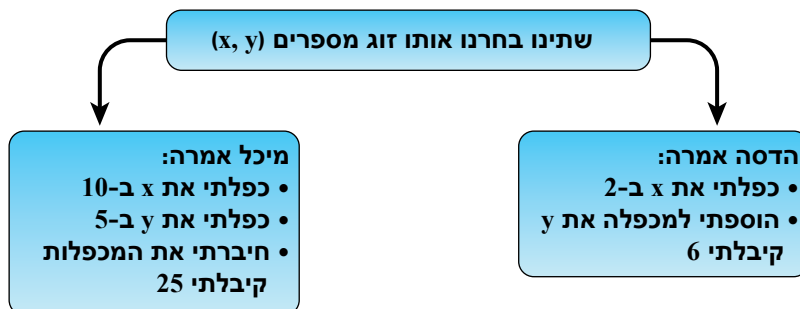 שתינו בחרנו אותו זוג מספרים (x, y)
הדסה אמרה:
• כפלתי את x ב-2
• הוספתי למכפלה את y
קיבלתי 6
מיכל אמרה:
• כפלתי את x ב-10
• כפלתי את y ב-5
• חיברתי את המכפלות
קיבלתי 25